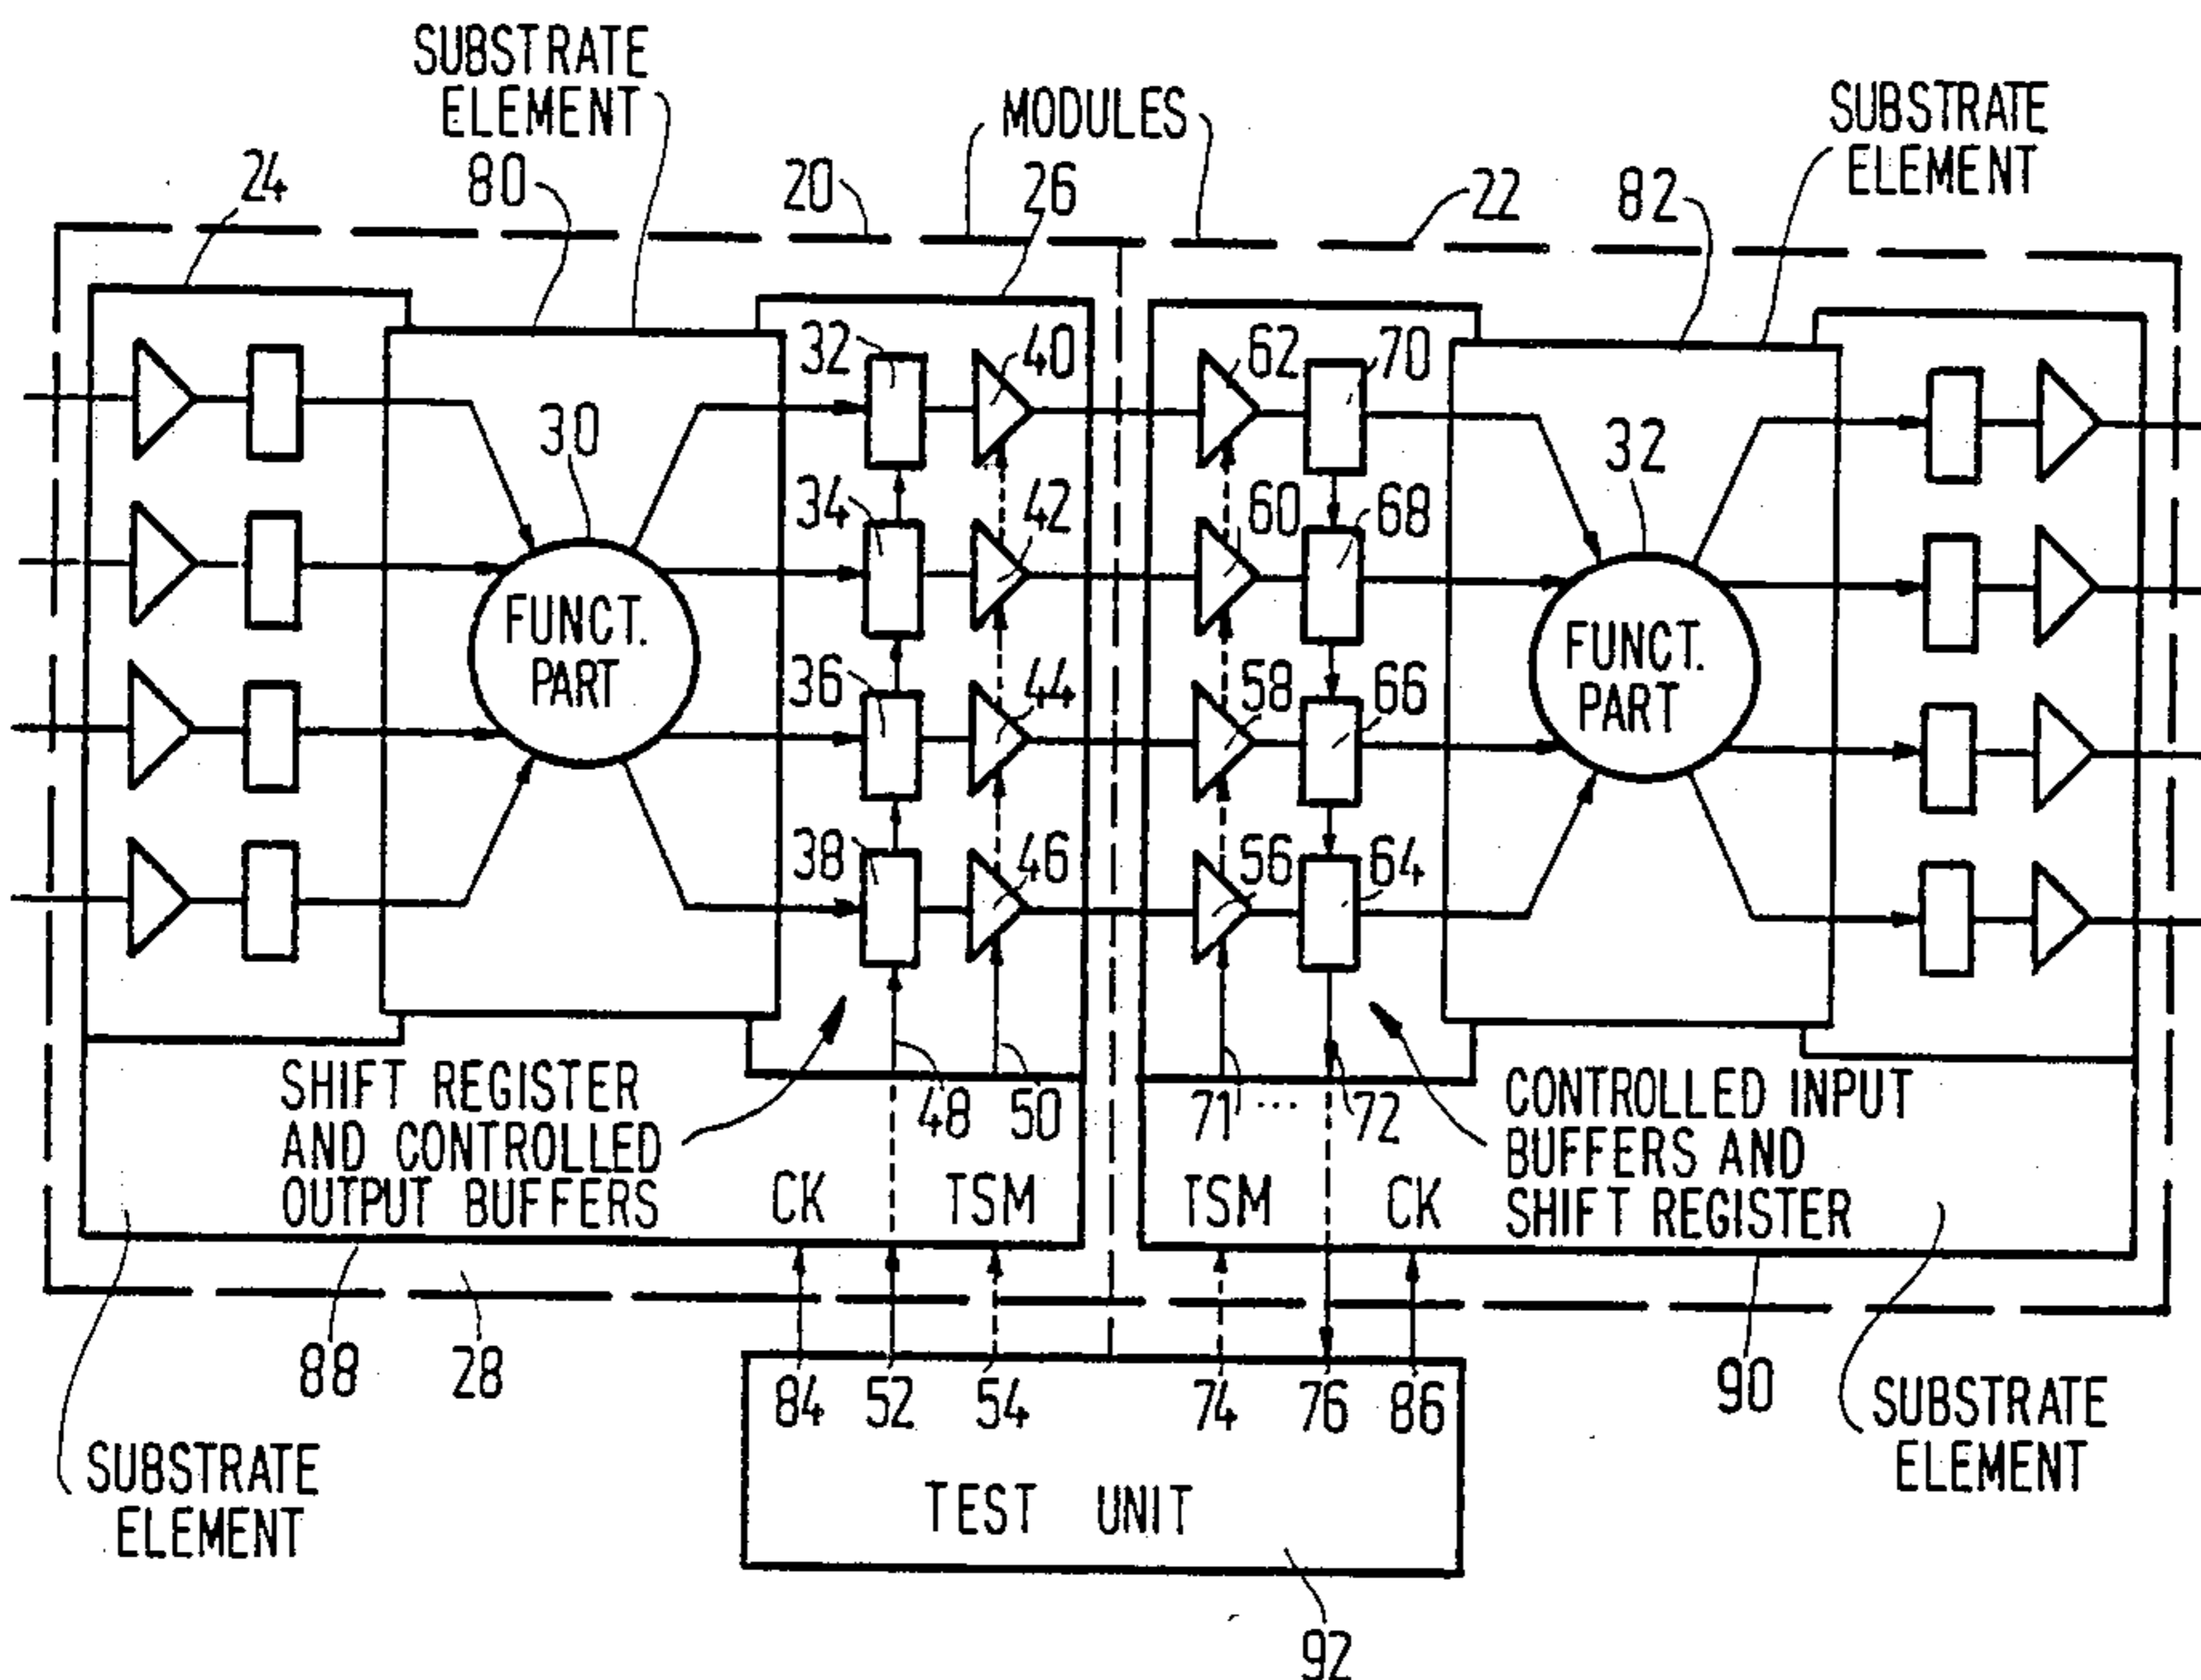 SUBSTRATE
ELEMENT
MODULES
SUBSTRATE
ELEMENT
24
80
20
26
22
82
32
40
62
70
30
32
34
42
60
68
FUNCT.
PART
FUNCT.
PART
36
44
58
66
38
46
56
64
SHIFT REGISTER
AND CONTROLLED
OUTPUT BUFFERS
48
50
71 ...
72
CONTROLLED INPUT
BUFFERS AND
SHIFT REGISTER
CK
TSM
TSM
CK
88
28
84
52
54
74
76
86
90
SUBSTRATE
ELEMENT
SUBSTRATE
ELEMENT
TEST UNIT
92